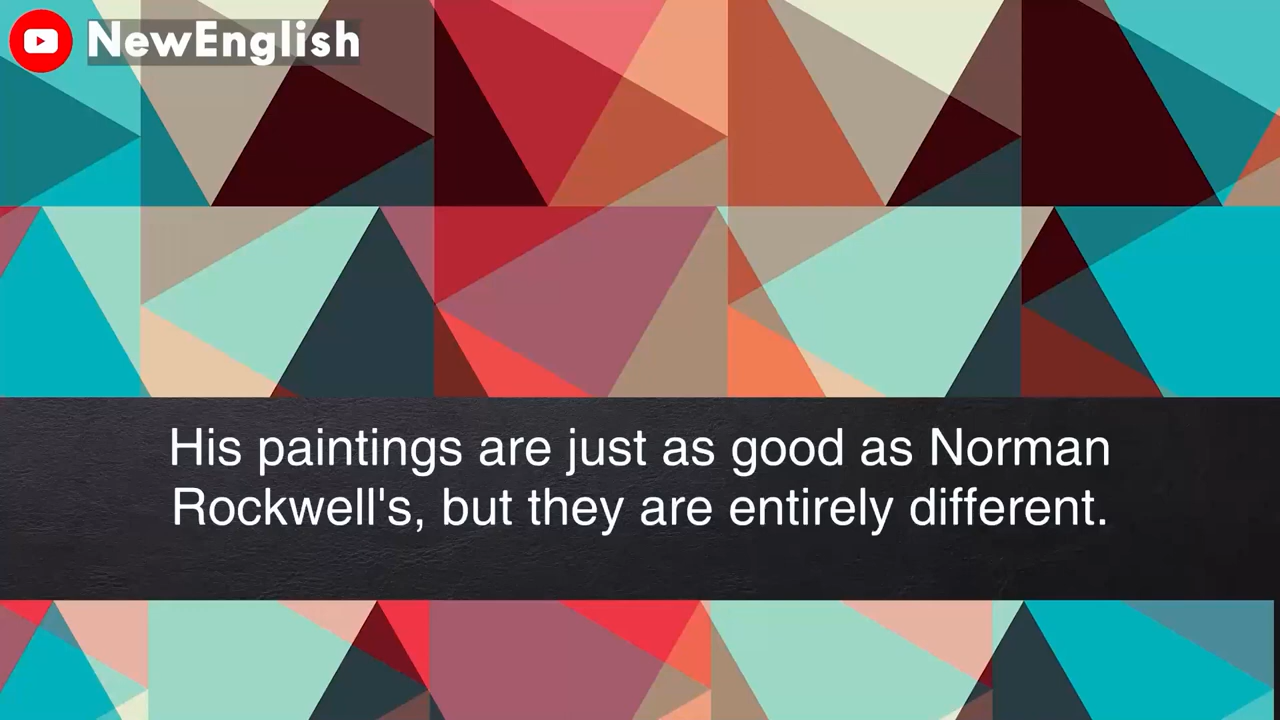 NewEnglish
His paintings are just as good as Norman
Rockwell's, but they are entirely different.